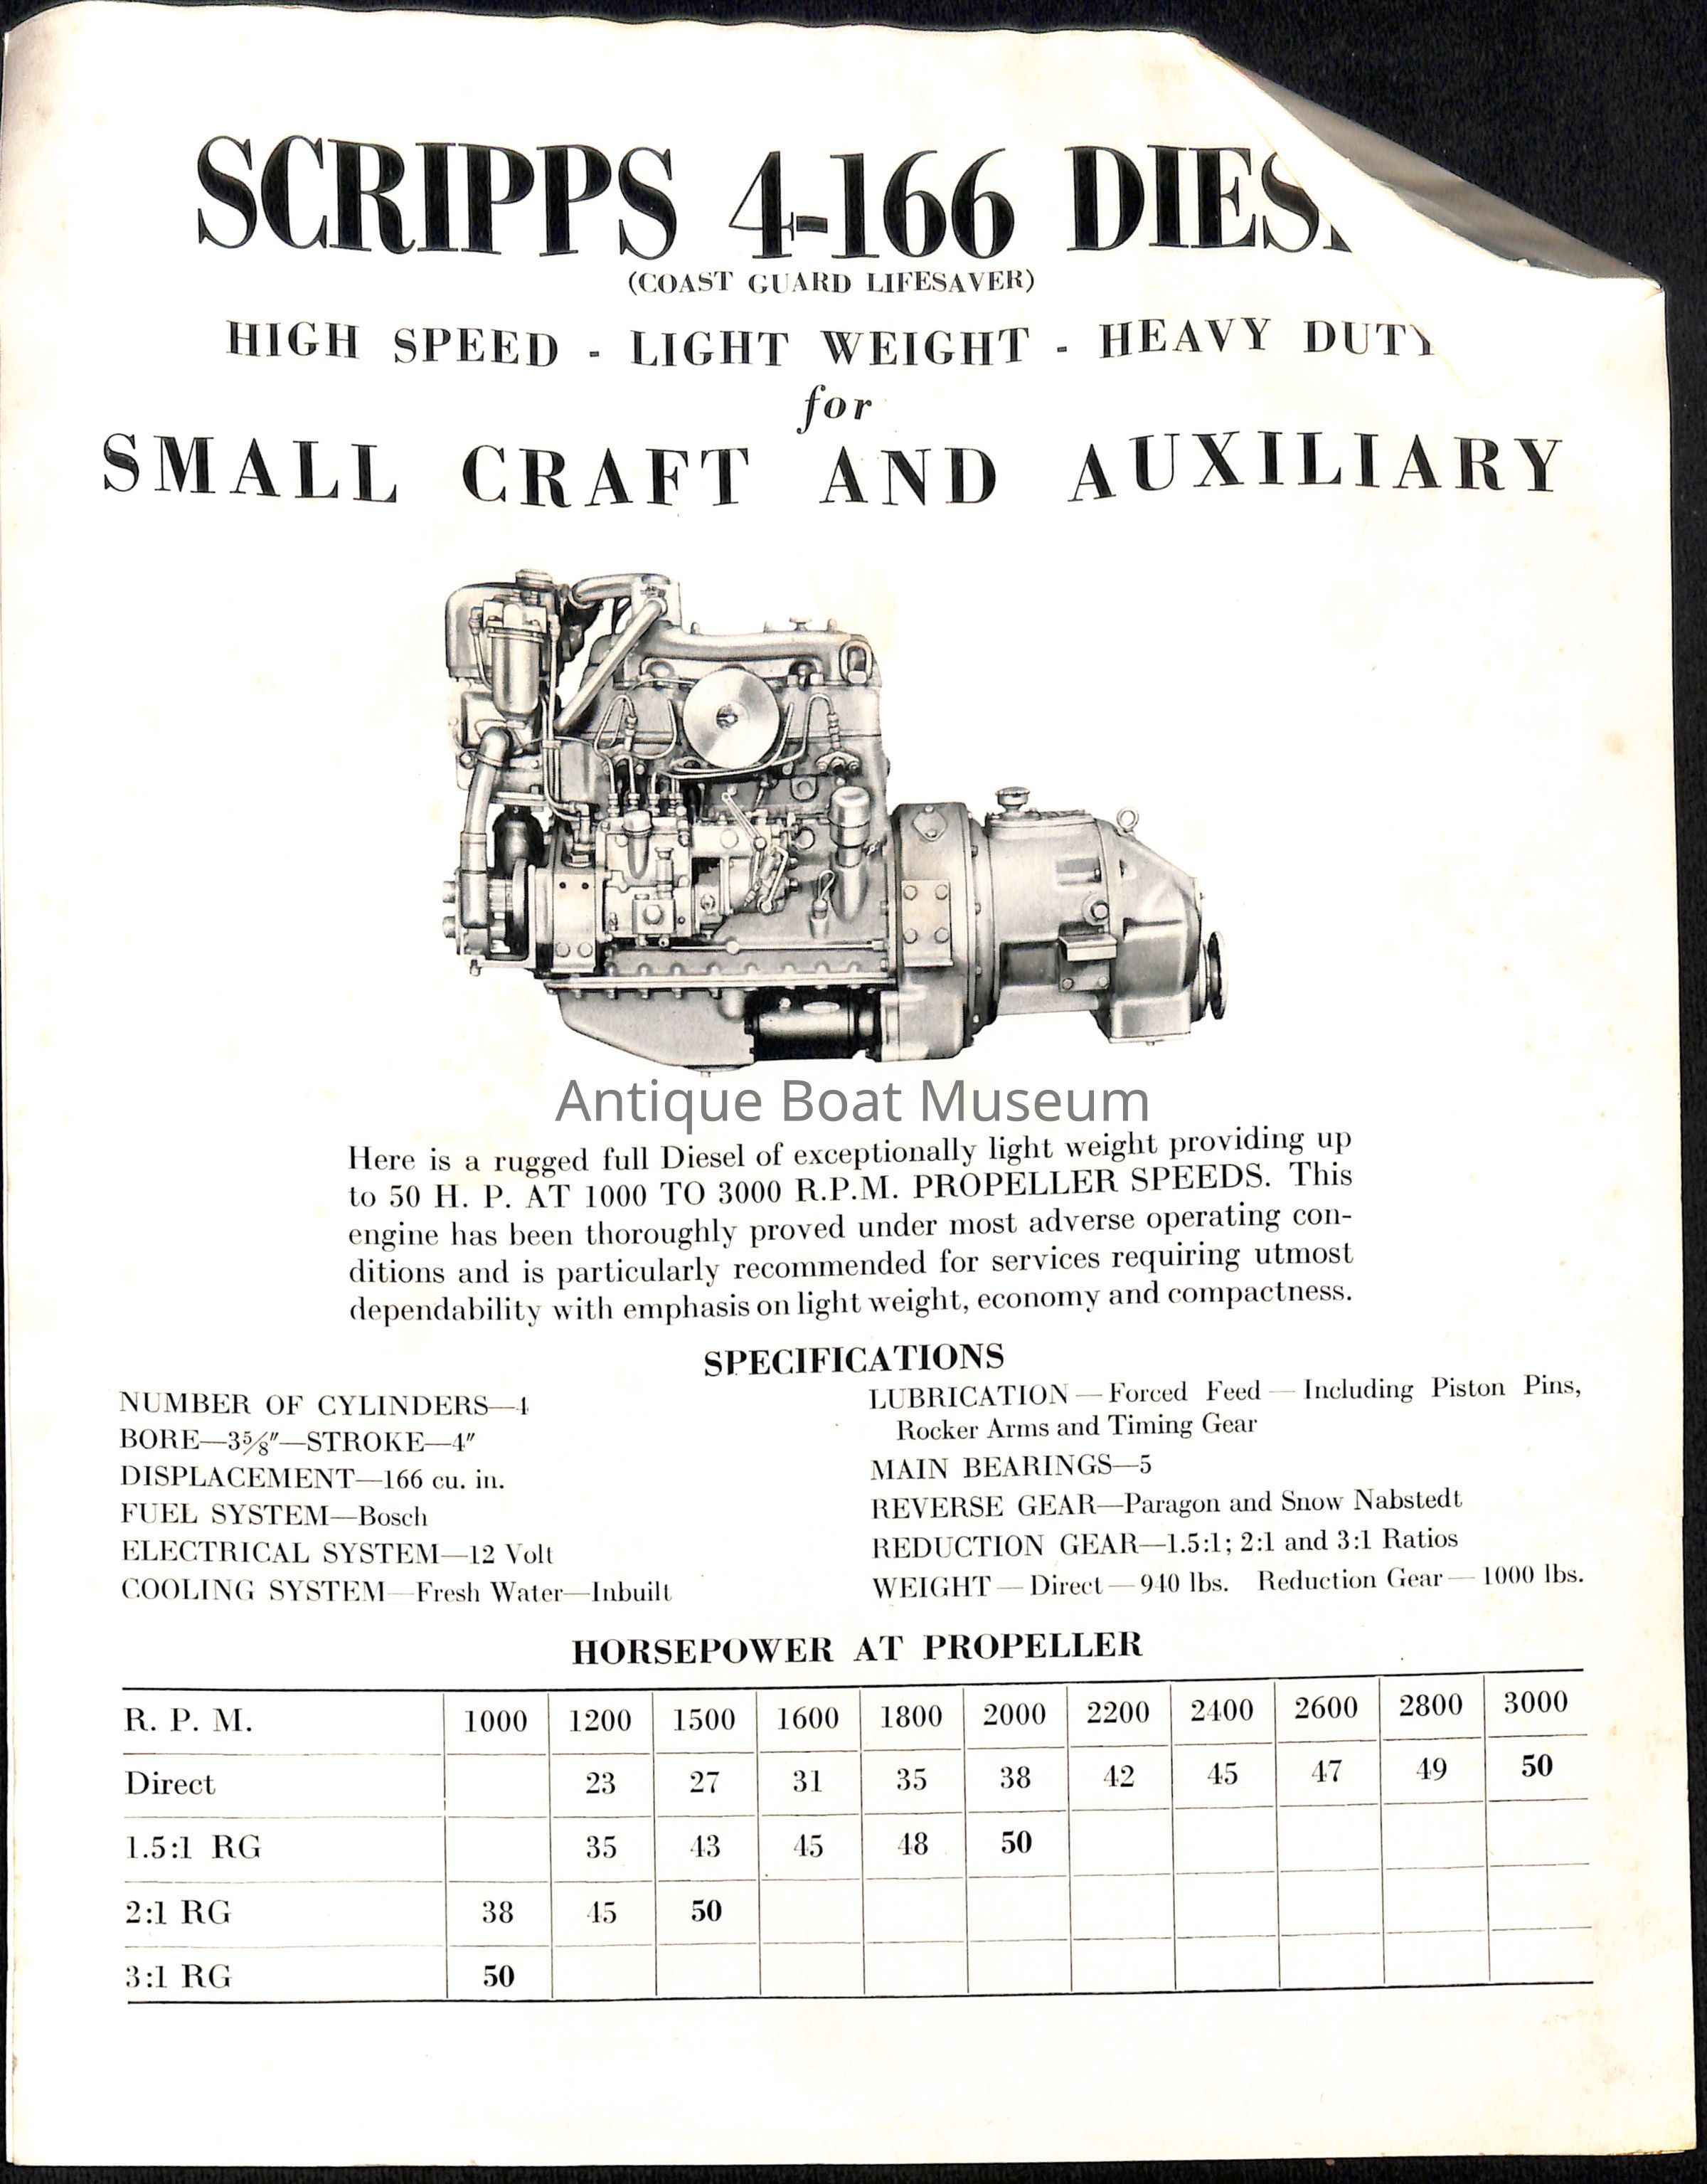 SCRIPPS 4-166 DIES
(COAST GUARD LIFESAVER)
HIGH SPEED - LIGHT WEIGHT - HEAVY DUTY
for
SMALL CRAFT AND AUXILIARY
Antique Boat Museum
Here is a rugged full Diesel of exceptionally light weight providing up
to 50 H. P. AT 1000 TO 3000 R.P.M. PROPELLER SPEEDS. This
engine has been thoroughly proved under most adverse operating con-
ditions and is particularly recommended for services requiring utmost
dependability with emphasis on light weight, economy and compactness.
SPECIFICATIONS
NUMBER OF CYLINDERS—4
BORE—3⅝"—STROKE—4"
DISPLACEMENT—166 cu. in.
FUEL SYSTEM—Bosch
ELECTRICAL SYSTEM—12 Volt
COOLING SYSTEM—Fresh Water—Inbuilt
LUBRICATION — Forced Feed — Including Piston Pins,
Rocker Arms and Timing Gear
MAIN BEARINGS—5
REVERSE GEAR—Paragon and Snow Nabstedt
REDUCTION GEAR—1.5:1; 2:1 and 3:1 Ratios
WEIGHT — Direct — 940 lbs. Reduction Gear — 1000 lbs.
HORSEPOWER AT PROPELLER
R. P. M. 1000 1200 1500 1600 1800 2000 2200 2400 2600 2800 3000
Direct 23 27 31 35 38 42 45 47 49 50
1.5:1 RG 35 43 45 48 50
2:1 RG 38 45 50
3:1 RG 50